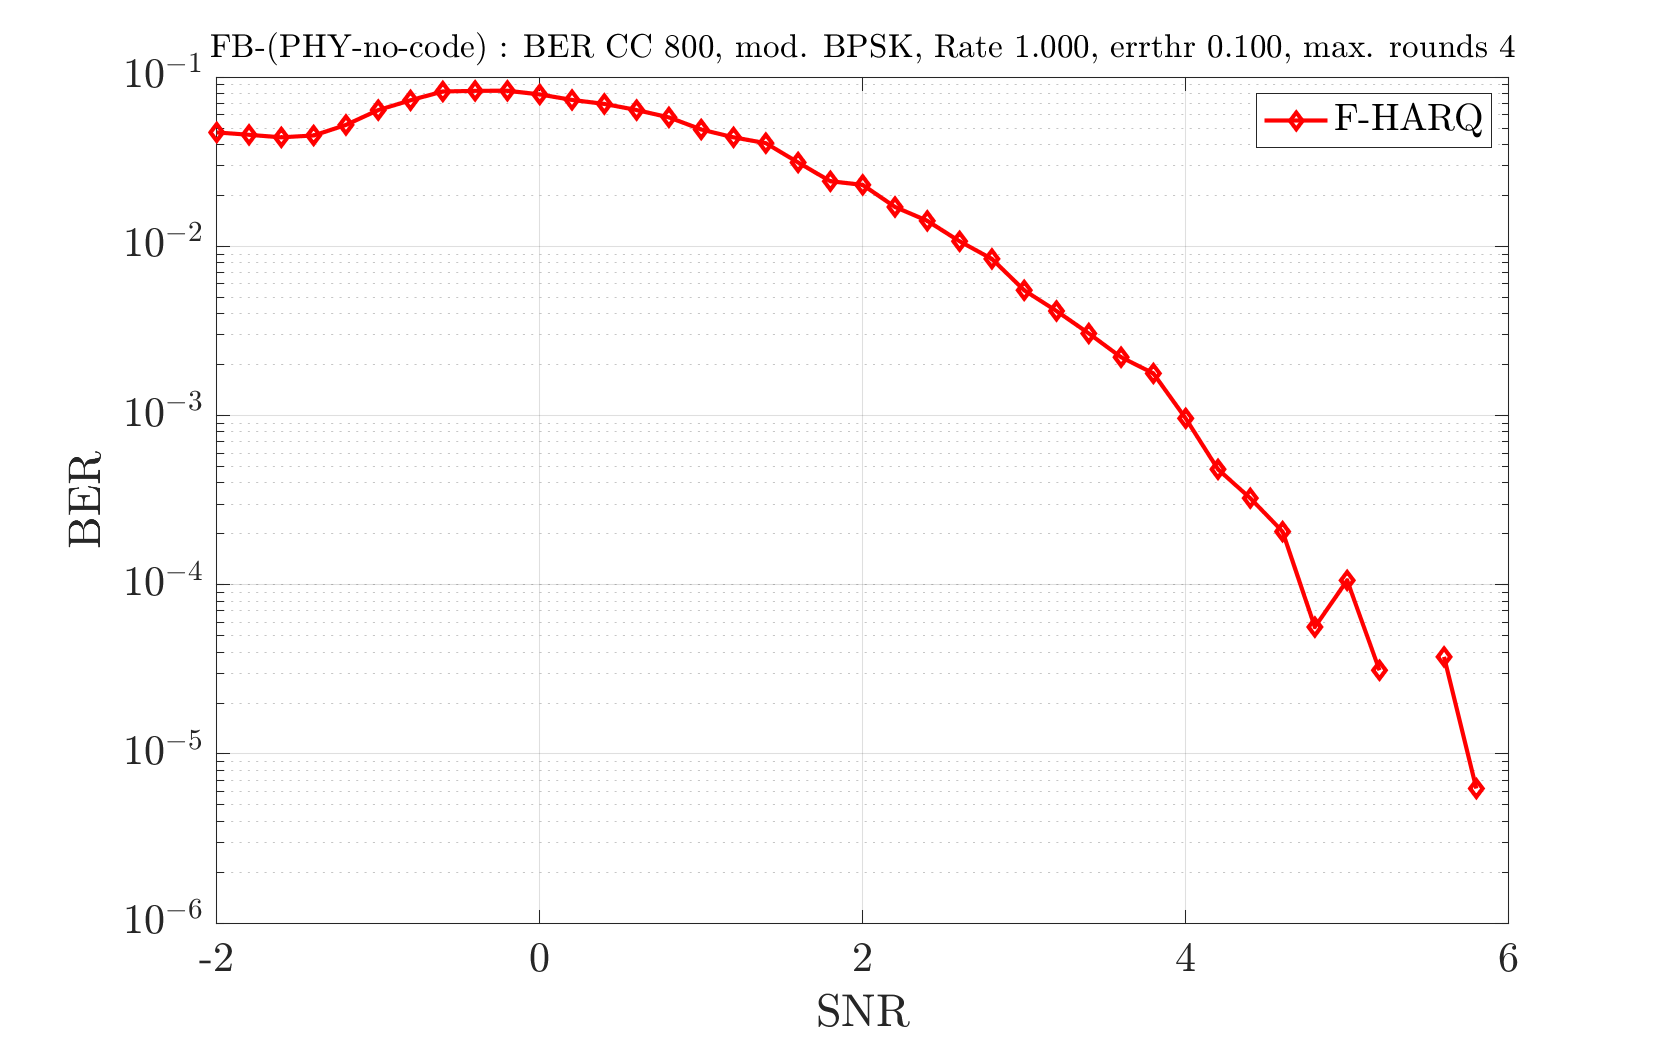 FB-(PHY-no-code) : BER CC 800, mod. BPSK, Rate 1.000, errthr 0.100, max. rounds 4
F-HARQ
10⁻¹
10⁻²
10⁻³
10⁻⁴
10⁻⁵
10⁻⁶
BER
-2 0 2 4 6
SNR